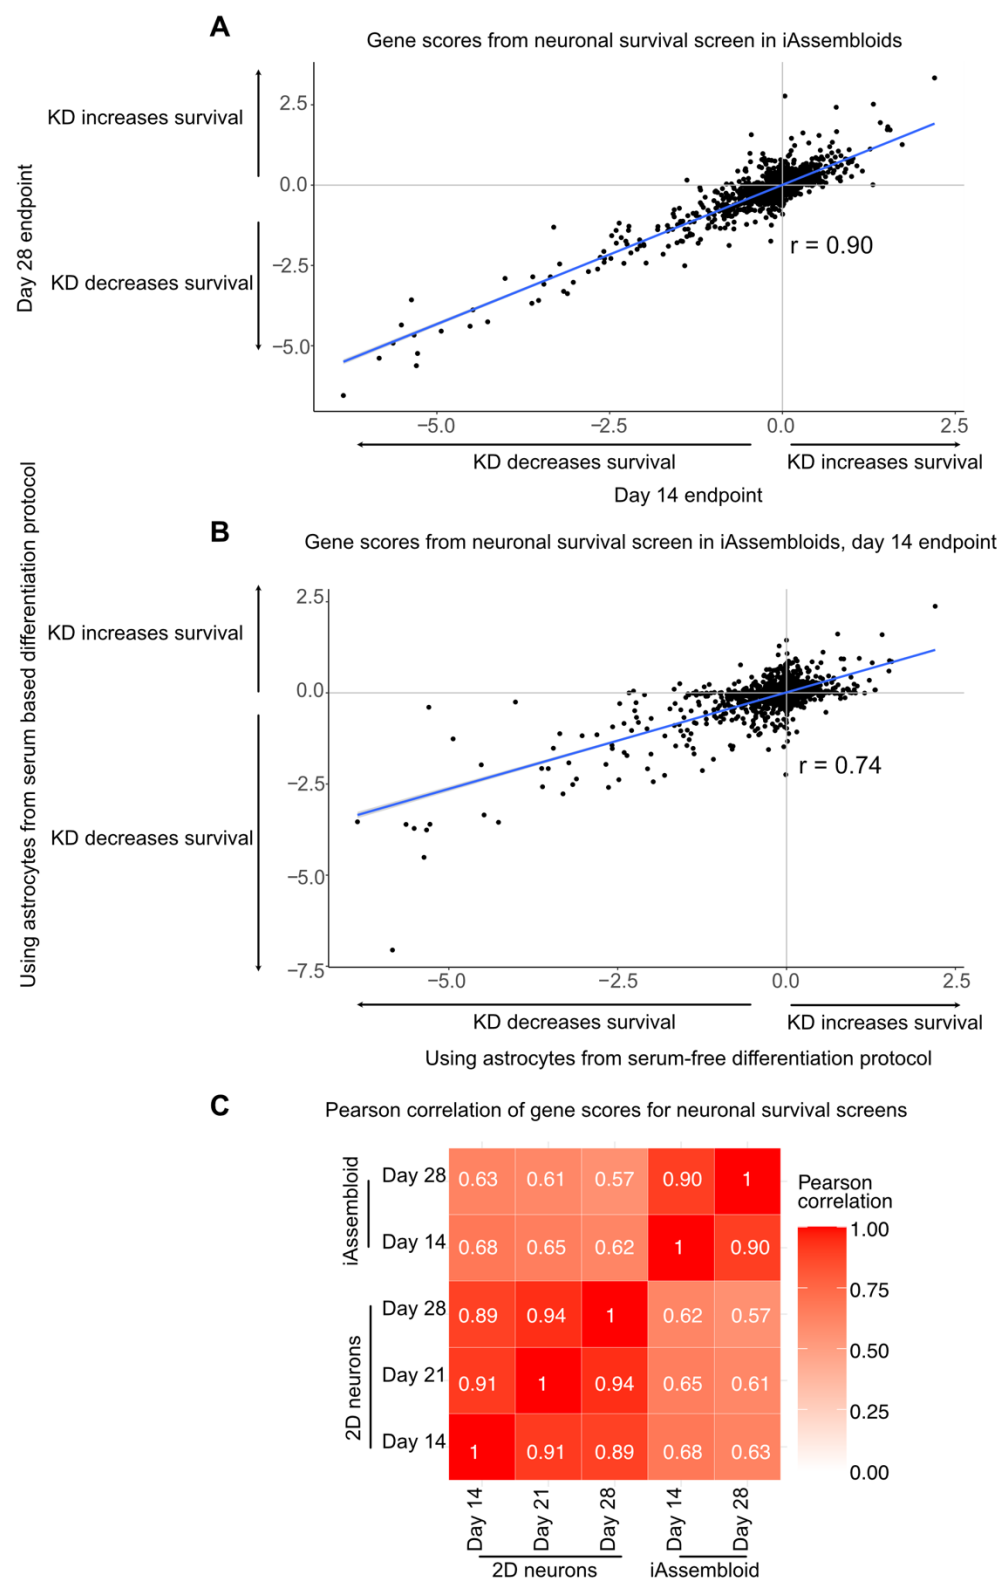 A
Gene scores from neuronal survival screen in iAssembloids
KD increases survival
KD decreases survival
Day 28 endpoint
2.5
0.0
−2.5
−5.0
r = 0.90
−5.0
−2.5
0.0
2.5
KD decreases survival
KD increases survival
Day 14 endpoint
B
Gene scores from neuronal survival screen in iAssembloids, day 14 endpoint
KD increases survival
KD decreases survival
Using astrocytes from serum based differentiation protocol
2.5
0.0
−2.5
−5.0
−7.5
r = 0.74
−5.0
−2.5
0.0
2.5
KD decreases survival
KD increases survival
Using astrocytes from serum-free differentiation protocol
C
Pearson correlation of gene scores for neuronal survival screens
iAssembloid
2D neurons
Day 28 0.63 0.61 0.57 0.90 1
Day 14 0.68 0.65 0.62 1 0.90
Day 28 0.89 0.94 1 0.62 0.57
Day 21 0.91 1 0.94 0.65 0.61
Day 14 1 0.91 0.89 0.68 0.63
Day 14
Day 21
Day 28
Day 14
Day 28
2D neurons
iAssembloid
Pearson
correlation
1.00
0.75
0.50
0.25
0.00